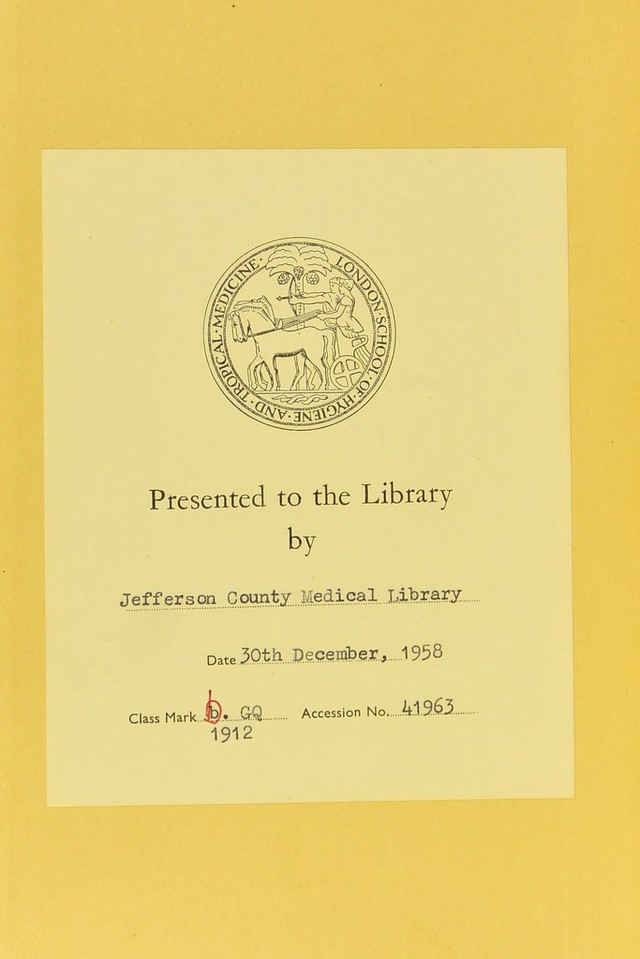 LONDON·SCHOOL·OF·HYGIENE·AND·TROPICAL·MEDICINE·
Presented to the Library
by
Jefferson County Medical Library
Date 30th December, 1958
Class Mark b. GQ Accession No. 41963
1912